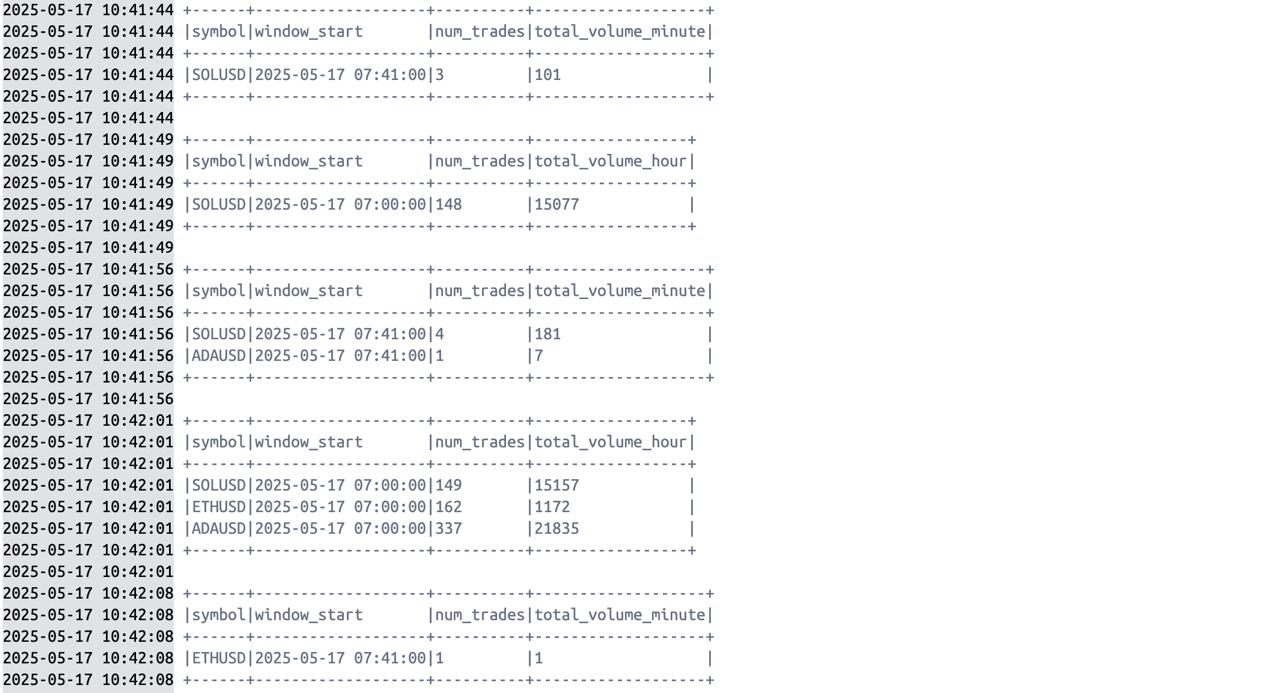 2025-05-17 10:41:44 +------+-------------------+----------+-------------------+
2025-05-17 10:41:44 |symbol|window_start       |num_trades|total_volume_minute|
2025-05-17 10:41:44 +------+-------------------+----------+-------------------+
2025-05-17 10:41:44 |SOLUSD|2025-05-17 07:41:00|3         |101                |
2025-05-17 10:41:44 +------+-------------------+----------+-------------------+
2025-05-17 10:41:44
2025-05-17 10:41:49 +------+-------------------+----------+-----------------+
2025-05-17 10:41:49 |symbol|window_start       |num_trades|total_volume_hour|
2025-05-17 10:41:49 +------+-------------------+----------+-----------------+
2025-05-17 10:41:49 |SOLUSD|2025-05-17 07:00:00|148       |15077            |
2025-05-17 10:41:49 +------+-------------------+----------+-----------------+
2025-05-17 10:41:49
2025-05-17 10:41:56 +------+-------------------+----------+-------------------+
2025-05-17 10:41:56 |symbol|window_start       |num_trades|total_volume_minute|
2025-05-17 10:41:56 +------+-------------------+----------+-------------------+
2025-05-17 10:41:56 |SOLUSD|2025-05-17 07:41:00|4         |181                |
2025-05-17 10:41:56 |ADAUSD|2025-05-17 07:41:00|1         |7                  |
2025-05-17 10:41:56 +------+-------------------+----------+-------------------+
2025-05-17 10:41:56
2025-05-17 10:42:01 +------+-------------------+----------+-----------------+
2025-05-17 10:42:01 |symbol|window_start       |num_trades|total_volume_hour|
2025-05-17 10:42:01 +------+-------------------+----------+-----------------+
2025-05-17 10:42:01 |SOLUSD|2025-05-17 07:00:00|149       |15157            |
2025-05-17 10:42:01 |ETHUSD|2025-05-17 07:00:00|162       |1172             |
2025-05-17 10:42:01 |ADAUSD|2025-05-17 07:00:00|337       |21835            |
2025-05-17 10:42:01 +------+-------------------+----------+-----------------+
2025-05-17 10:42:01
2025-05-17 10:42:08 +------+-------------------+----------+-------------------+
2025-05-17 10:42:08 |symbol|window_start       |num_trades|total_volume_minute|
2025-05-17 10:42:08 +------+-------------------+----------+-------------------+
2025-05-17 10:42:08 |ETHUSD|2025-05-17 07:41:00|1         |1                  |
2025-05-17 10:42:08 +------+-------------------+----------+-------------------+